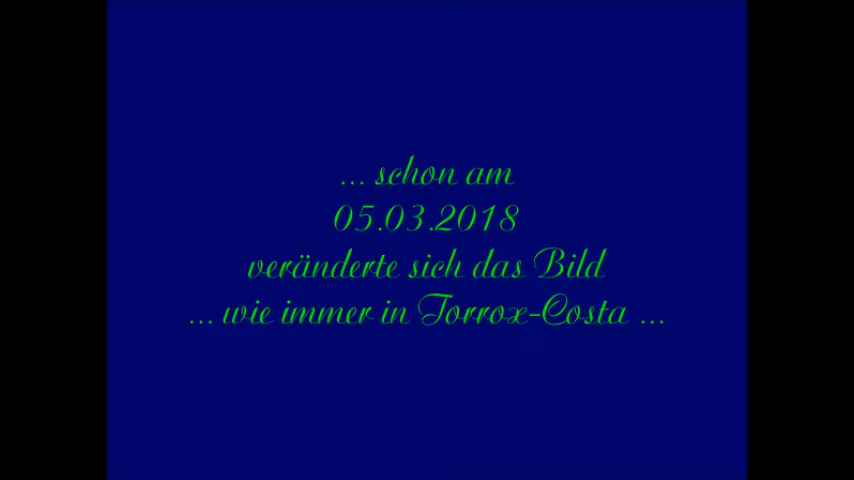 ... schon am
05.03.2018
veränderte sich das Bild
... wie immer in Torrox-Costa ...